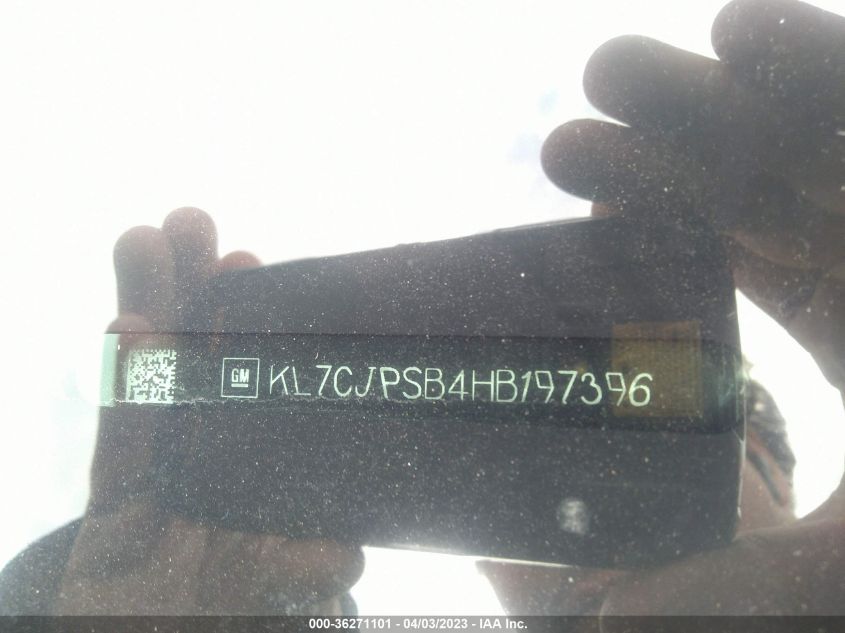 GM KL7CJPSB4HB197396
000-36271101 - 04/03/2023 - IAA Inc.